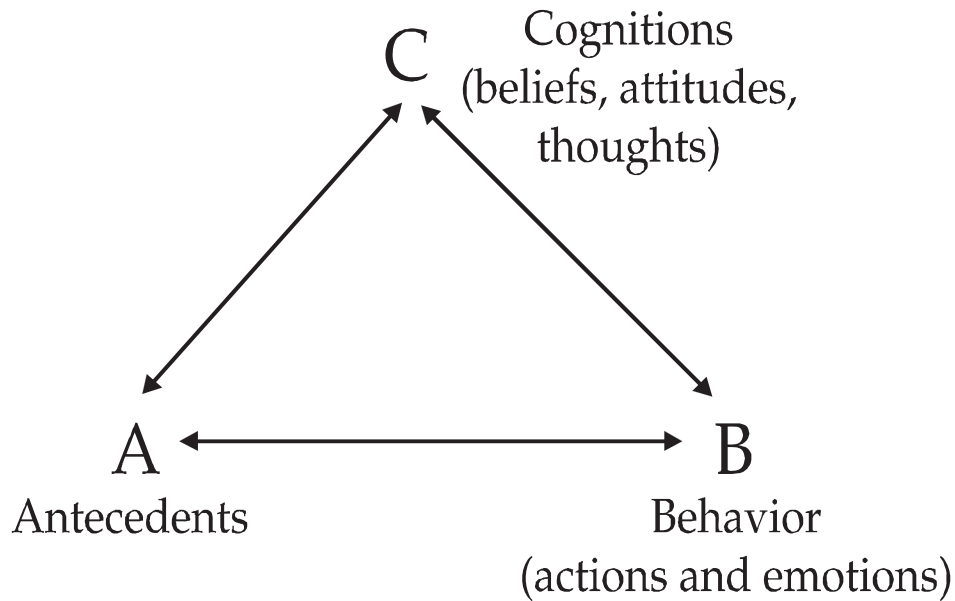 C
Cognitions
(beliefs, attitudes,
thoughts)
A
Antecedents
B
Behavior
(actions and emotions)